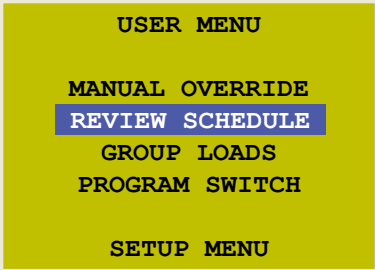 USER MENU
MANUAL OVERRIDE
REVIEW SCHEDULE
GROUP LOADS
PROGRAM SWITCH
SETUP MENU